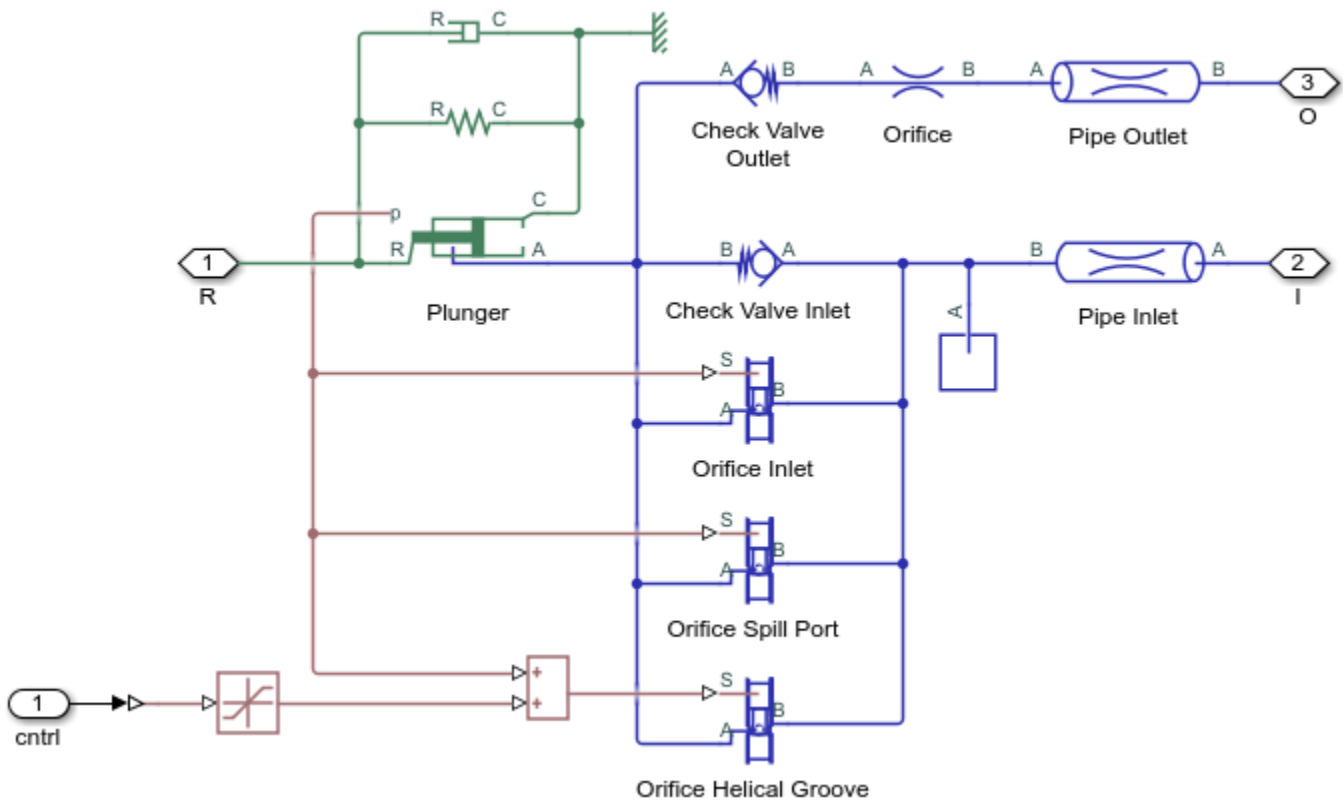 R C
R C
A B A B A B 3
Check Valve Outlet
Orifice
Pipe Outlet
O
p C
1 R A B A B A 2
R
Plunger
Check Valve Inlet
A
Pipe Inlet
I
S
A B
Orifice Inlet
S
A B
Orifice Spill Port
1
cntrl
+
+
S
A B
Orifice Helical Groove